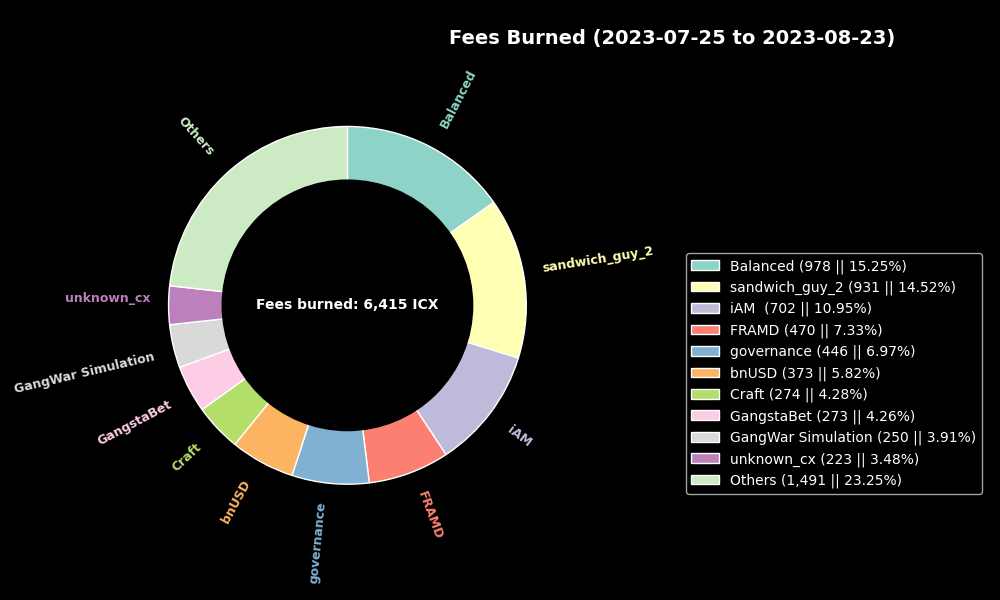 Fees Burned (2023-07-25 to 2023-08-23)
Balanced
Others
sandwich_guy_2
unknown_cx
Fees burned: 6,415 ICX
GangWar Simulation
GangstaBet
iAM
Craft
bnUSD
FRAMD
governance
Balanced (978 || 15.25%)
sandwich_guy_2 (931 || 14.52%)
iAM  (702 || 10.95%)
FRAMD (470 || 7.33%)
governance (446 || 6.97%)
bnUSD (373 || 5.82%)
Craft (274 || 4.28%)
GangstaBet (273 || 4.26%)
GangWar Simulation (250 || 3.91%)
unknown_cx (223 || 3.48%)
Others (1,491 || 23.25%)